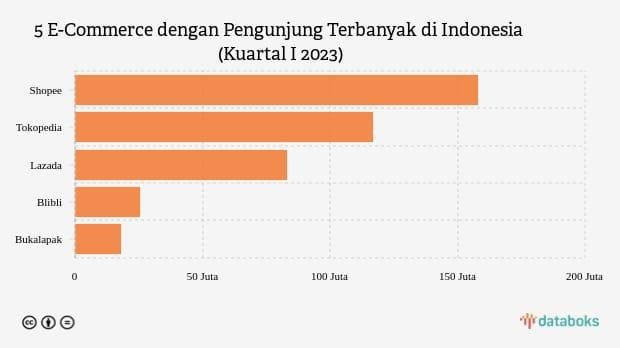 5 E-Commerce dengan Pengunjung Terbanyak di Indonesia
(Kuartal I 2023)
Shopee
Tokopedia
Lazada
Blibli
Bukalapak
0
50 Juta
100 Juta
150 Juta
200 Juta
cc
databoks